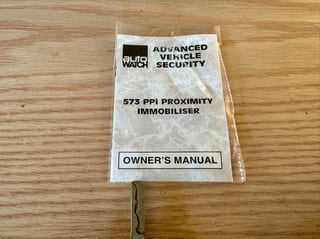 auto
WATCH
ADVANCED
VEHICLE
SECURITY
573 PPi PROXIMITY
IMMOBILISER
OWNER'S MANUAL